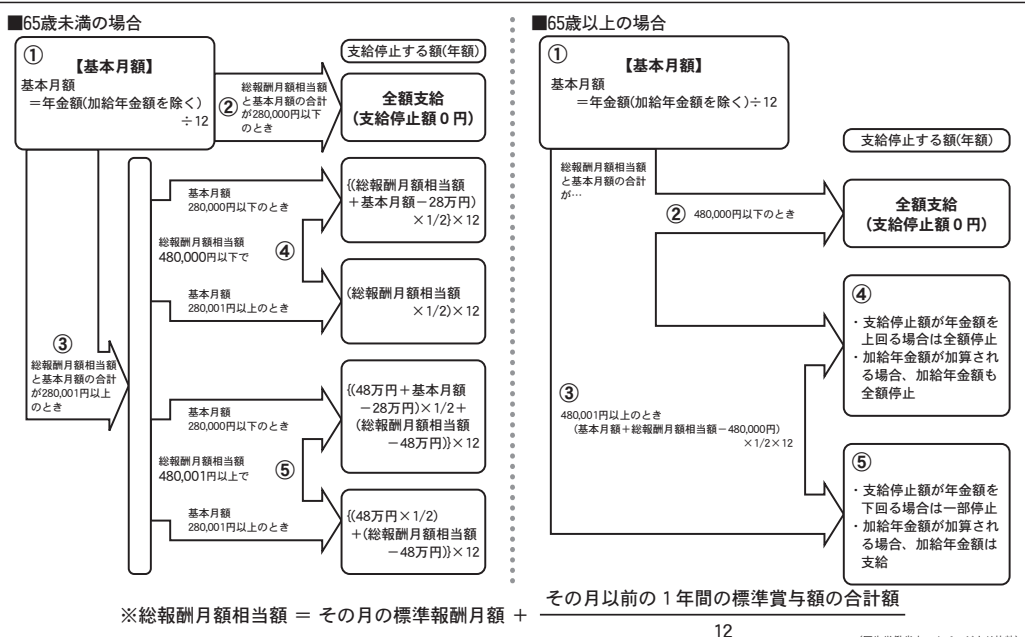 ■65歳未満の場合
①
【基本月額】
基本月額
＝年金額(加給年金額を除く)
÷12
支給停止する額(年額)
②
総報酬月額相当額
と基本月額の合計
が280,000円以下
のとき
全額支給
(支給停止額０円)
③
総報酬月額相当額
と基本月額の合計
が280,001円以上
のとき
基本月額
280,000円以下のとき
{(総報酬月額相当額
＋基本月額－28万円)
×1/2}×12
総報酬月額相当額
480,000円以下で
④
基本月額
280,001円以上のとき
(総報酬月額相当額
×1/2)×12
基本月額
280,000円以下のとき
{(48万円＋基本月額
－28万円)×1/2＋
(総報酬月額相当額
－48万円)}×12
総報酬月額相当額
480,001円以上で
⑤
基本月額
280,001円以上のとき
{(48万円×1/2)
＋(総報酬月額相当額
－48万円)}×12
■65歳以上の場合
①
【基本月額】
基本月額
＝年金額(加給年金額を除く)÷12
支給停止する額(年額)
総報酬月額相当額
と基本月額の合計
が…
② 480,000円以下のとき
全額支給
(支給停止額０円)
③
480,001円以上のとき
(基本月額＋総報酬月額相当額－480,000円)
×1/2×12
④
・支給停止額が年金額を
上回る場合は全額停止
・加給年金額が加算され
る場合、加給年金額も
全額停止
⑤
・支給停止額が年金額を
下回る場合は一部停止
・加給年金額が加算され
る場合、加給年金額は
支給
※総報酬月額相当額 ＝ その月の標準報酬月額 ＋ その月以前の１年間の標準賞与額の合計額
12